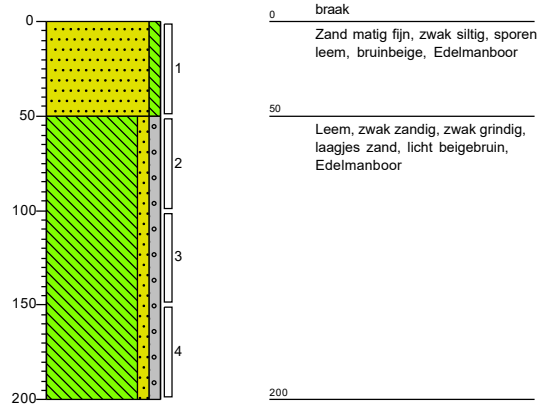 braak
0
0
Zand matig fijn, zwak siltig, sporen
leem, bruinbeige, Edelmanboor
1
50
50
Leem, zwak zandig, zwak grindig,
laagjes zand, licht beigebruin,
Edelmanboor
2
100
3
150
4
200
200